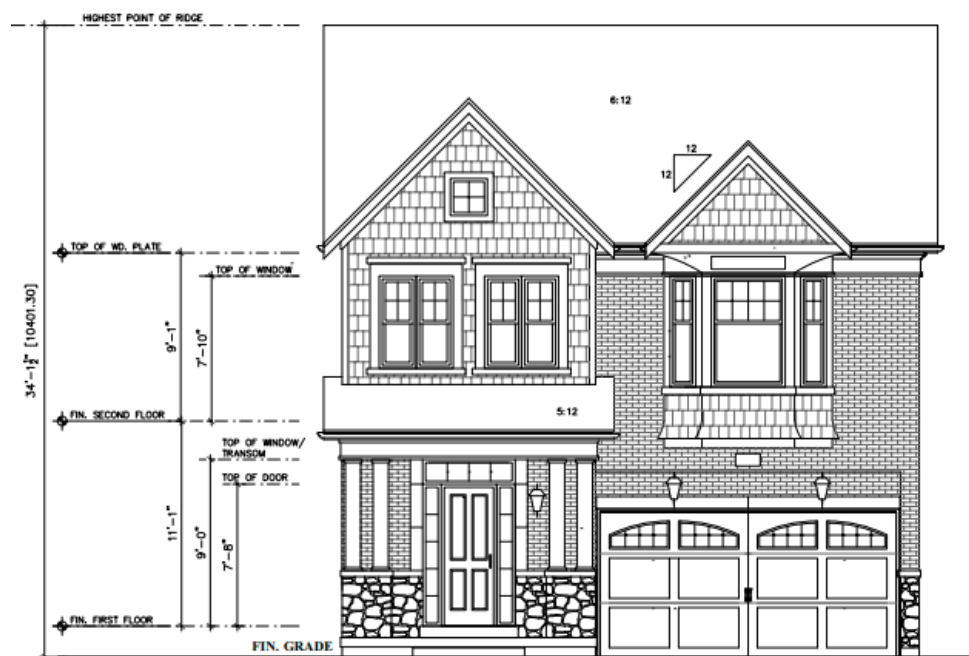 HIGHEST POINT OF RIDGE
6:12
12
12
TOP OF WD. PLATE
TOP OF WINDOW
34'-1½" [10401.30]
9'-1"
7'-10"
FIN. SECOND FLOOR
5:12
TOP OF WINDOW/
TRANSOM
TOP OF DOOR
11'-1"
9'-0"
7'-8"
FIN. FIRST FLOOR
FIN. GRADE